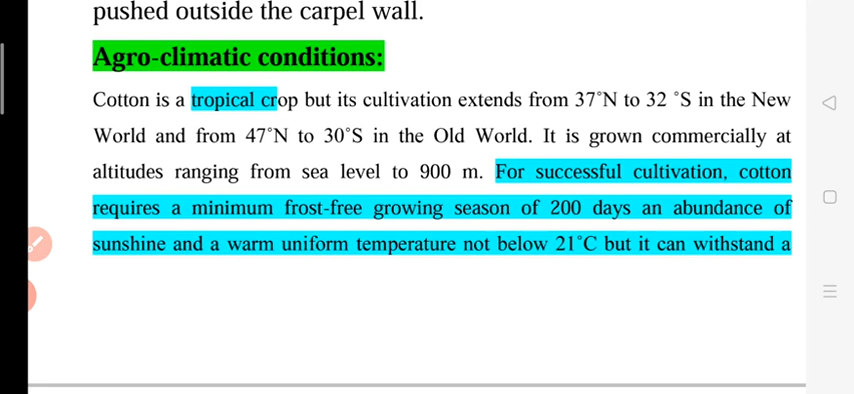 pushed outside the carpel wall.
Agro-climatic conditions:
Cotton is a tropical crop but its cultivation extends from 37˚N to 32 ˚S in the New
World and from 47˚N to 30˚S in the Old World. It is grown commercially at
altitudes ranging from sea level to 900 m. For successful cultivation, cotton
requires a minimum frost-free growing season of 200 days an abundance of
sunshine and a warm uniform temperature not below 21˚C but it can withstand a